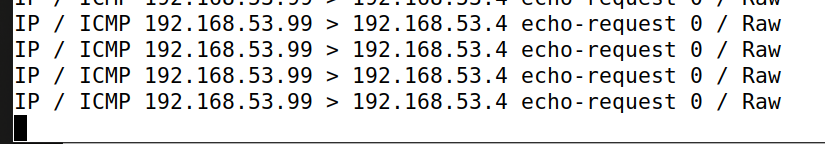 IP / ICMP 192.168.53.99 > 192.168.53.4 echo-request 0 / Raw
IP / ICMP 192.168.53.99 > 192.168.53.4 echo-request 0 / Raw
IP / ICMP 192.168.53.99 > 192.168.53.4 echo-request 0 / Raw
IP / ICMP 192.168.53.99 > 192.168.53.4 echo-request 0 / Raw
IP / ICMP 192.168.53.99 > 192.168.53.4 echo-request 0 / Raw